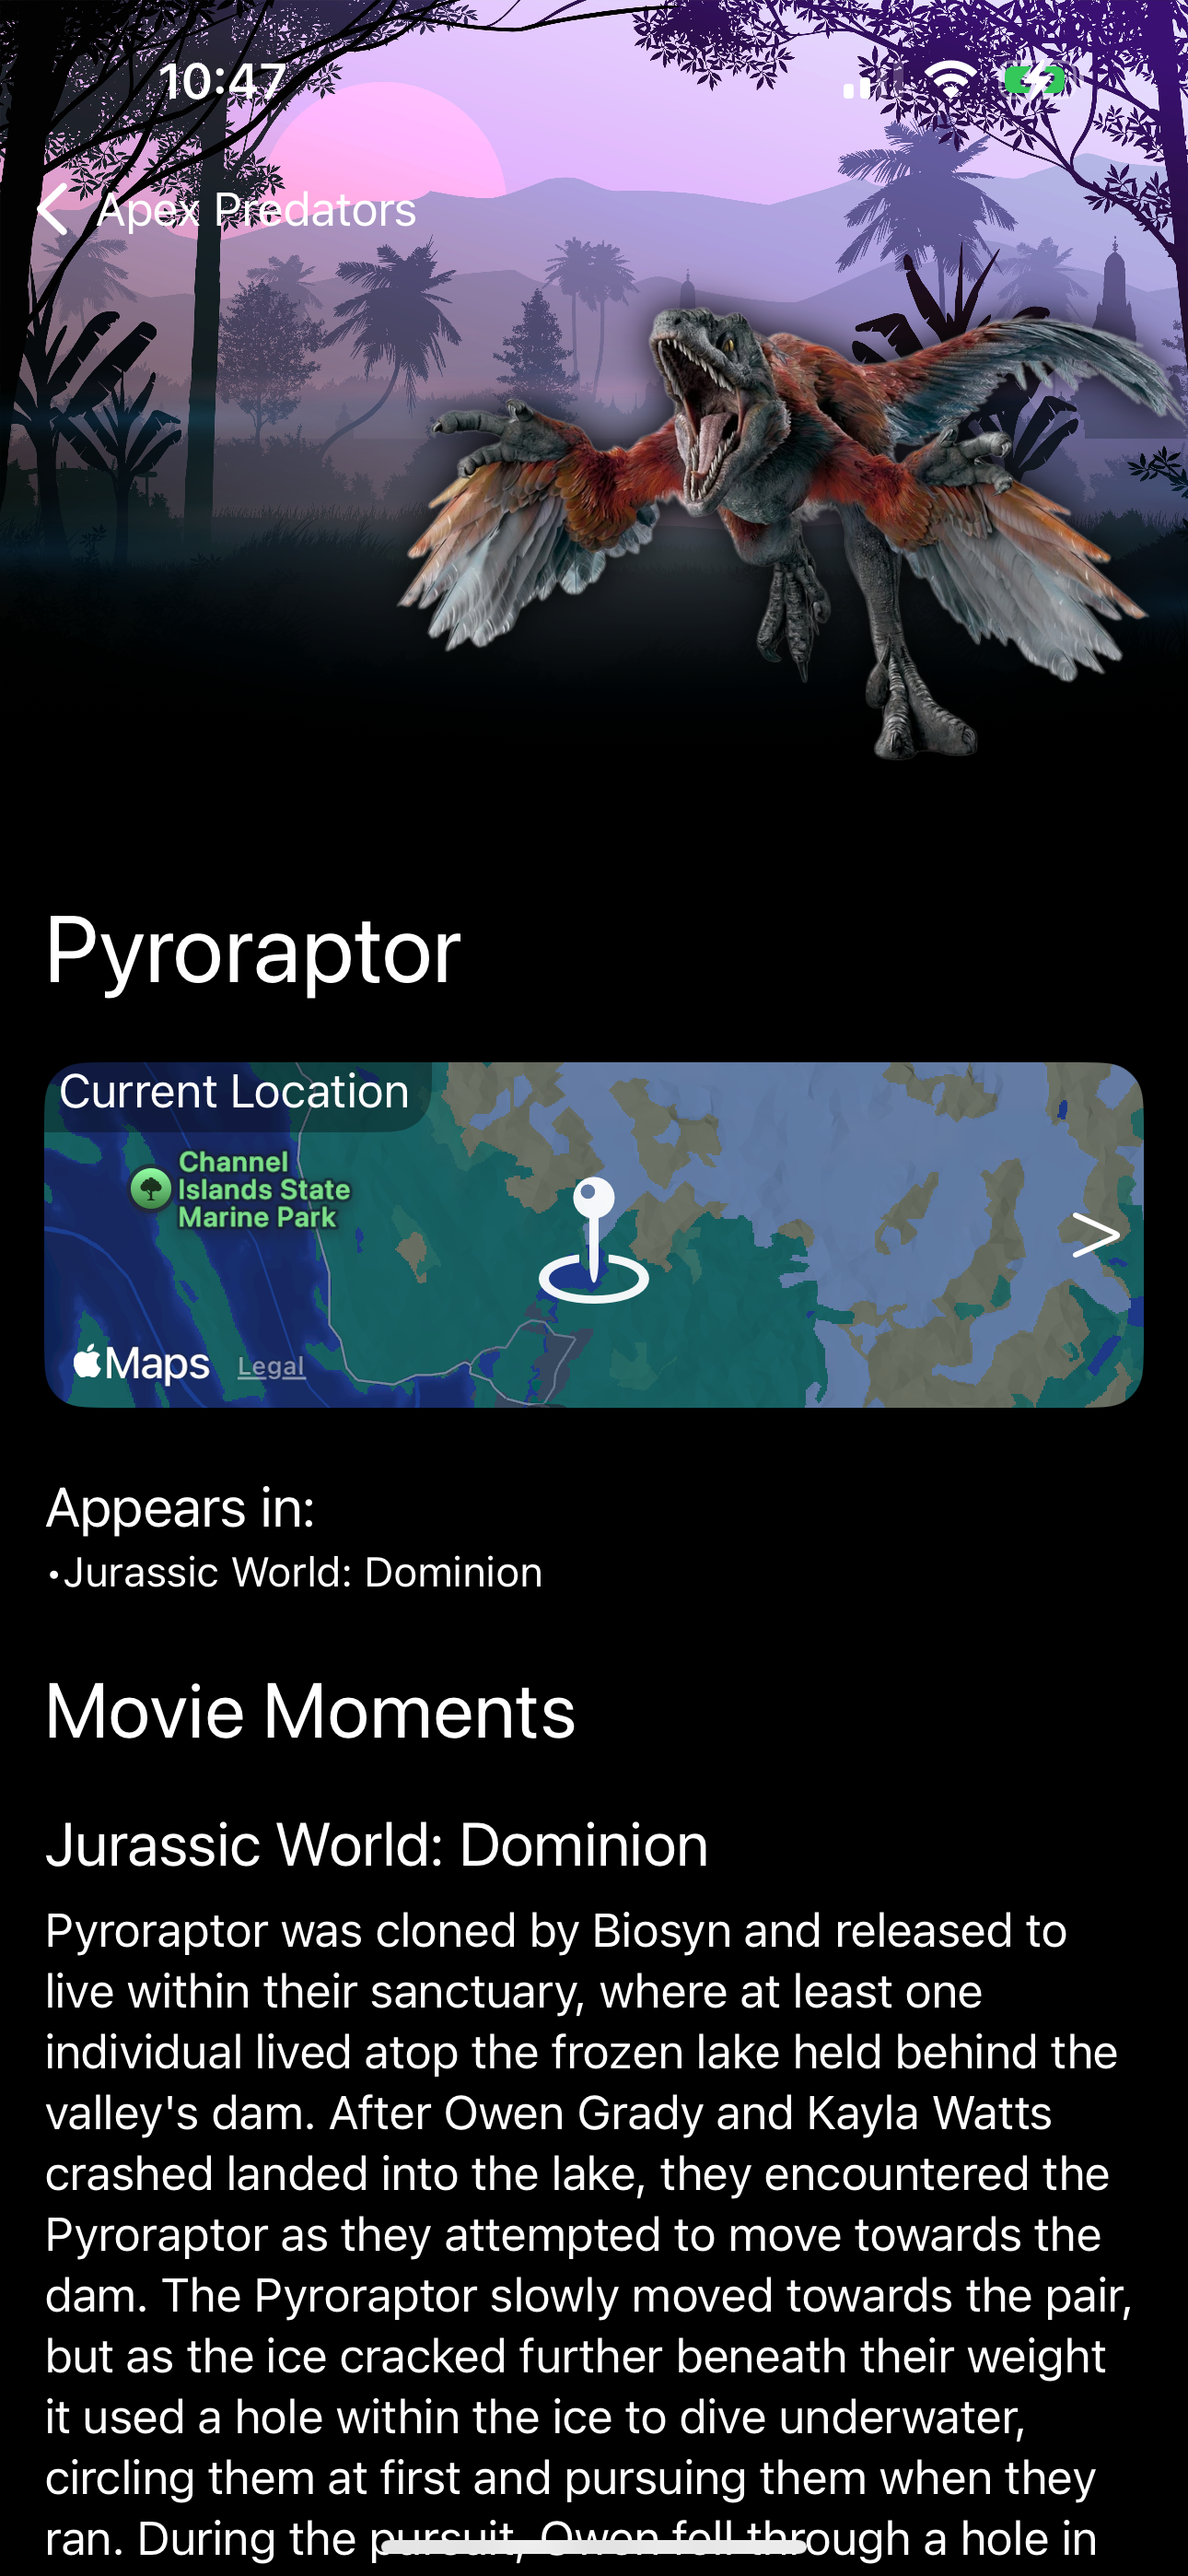 10:47
Apex Predators
Pyroraptor
Current Location
Channel
Islands State
Marine Park
>
Maps Legal
Appears in:
•Jurassic World: Dominion
Movie Moments
Jurassic World: Dominion
Pyroraptor was cloned by Biosyn and released to
live within their sanctuary, where at least one
individual lived atop the frozen lake held behind the
valley's dam. After Owen Grady and Kayla Watts
crashed landed into the lake, they encountered the
Pyroraptor as they attempted to move towards the
dam. The Pyroraptor slowly moved towards the pair,
but as the ice cracked further beneath their weight
it used a hole within the ice to dive underwater,
circling them at first and pursuing them when they
ran. During the pursuit, Owen fell through a hole in